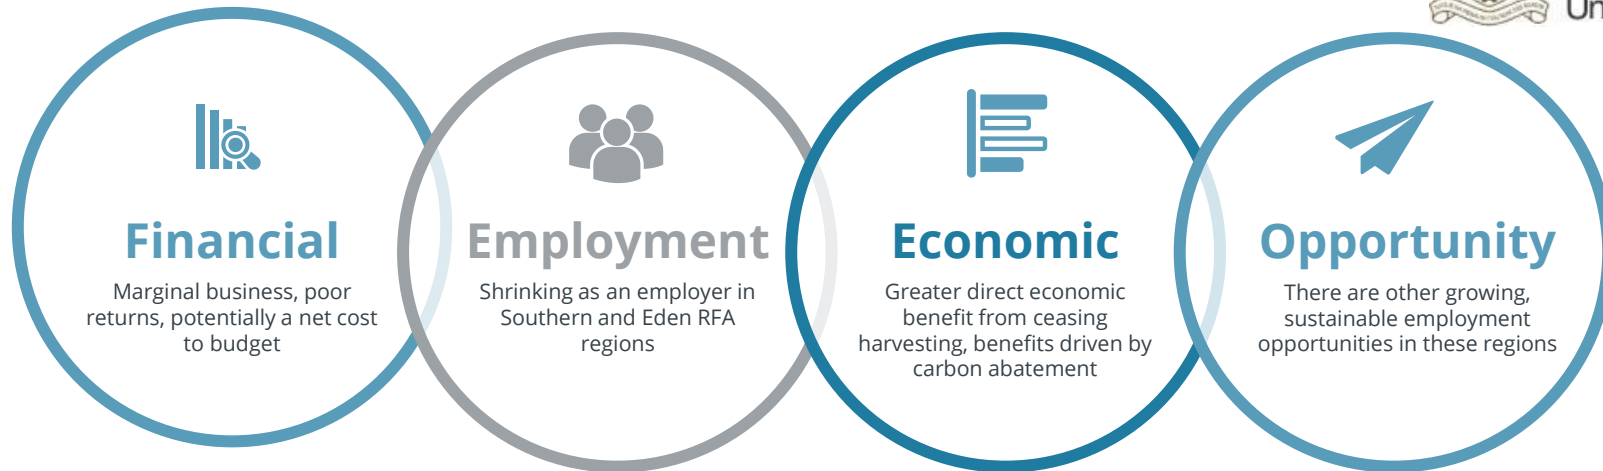 Financial
Marginal business, poor
returns, potentially a net cost
to budget
Employment
Shrinking as an employer in
Southern and Eden RFA
regions
Economic
Greater direct economic
benefit from ceasing
harvesting, benefits driven by
carbon abatement
Opportunity
There are other growing,
sustainable employment
opportunities in these regions